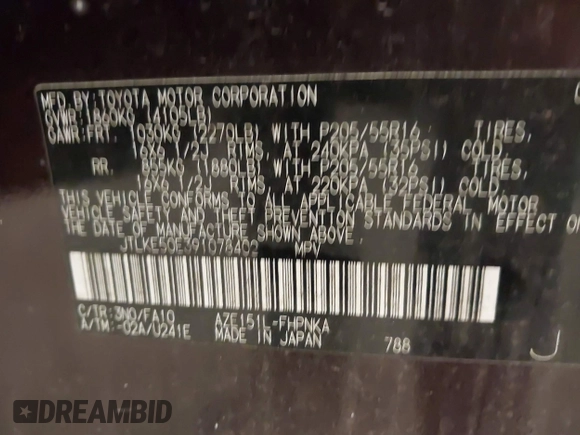 MFD.BY:TOYOTA MOTOR CORPORATION
GVWR:1860KG (4105LB)
GAWR:FRT. 1030KG (2270LB) WITH P205/55R16, TIRES,
16X6 1/2J RIMS, AT 240KPA (35PSI) COLD.
RR. 855KG (1880LB) WITH P205/55R16, TIRES,
16X6 1/2J RIMS, AT 220KPA (32PSI) COLD.
THIS VEHICLE CONFORMS TO ALL APPLICABLE FEDERAL MOTOR
VEHICLE SAFETY AND THEFT PREVENTION STANDARDS IN EFFECT ON
THE DATE OF MANUFACTURE SHOWN ABOVE.
JTLKE50E391078402 MPV
C/TR:3N0/FA10 AZE151L-FHPNKA
A/TM:-02A/U241E MADE IN JAPAN 788
J
DREAMBID